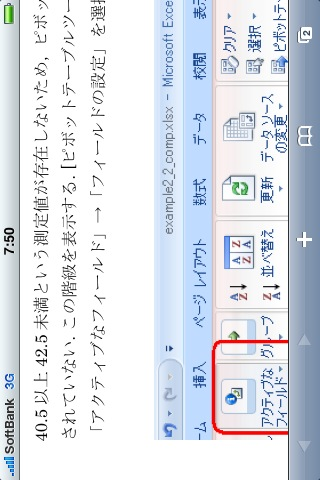 SoftBank 3G 7:50
40.5 以上 42.5 未満という測定値が存在しないため，ピボッ
されていない．この階級を表示する．[ピボットテーブルツー
「アクティブなフィールド」→「フィールドの設定」を選択
example2_2_comp.xlsx - Microsoft Exce
ーム 挿入 ページ レイアウト 数式 データ 校閲 表示
アクティブな
フィールド
グループ
並べ替え
更新
データ ソース
の変更
クリア
選択
ピボットテ
2